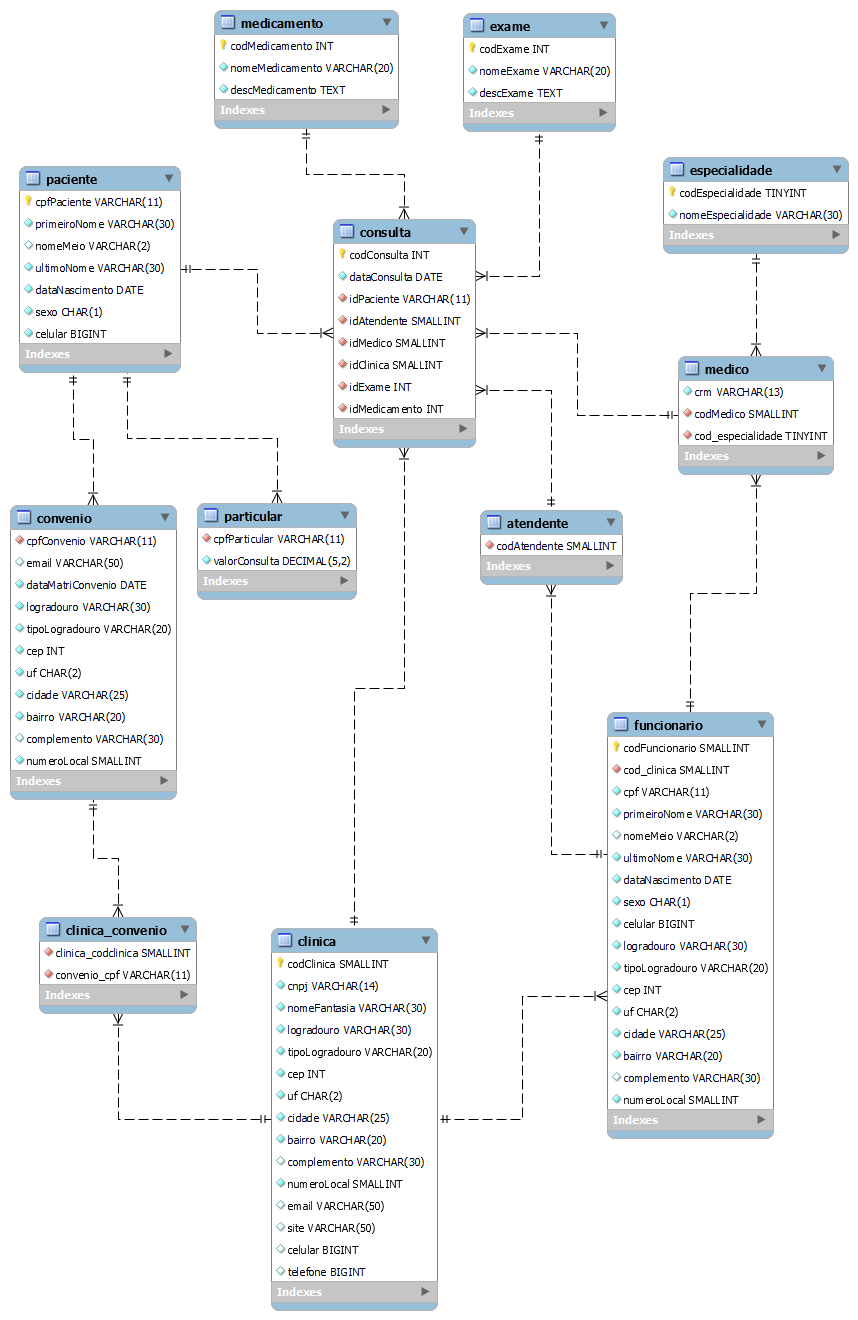 medicamento
codMedicamento INT
nomeMedicamento VARCHAR(20)
descMedicamento TEXT
Indexes
exame
codExame INT
nomeExame VARCHAR(20)
descExame TEXT
Indexes
paciente
cpfPaciente VARCHAR(11)
primeiroNome VARCHAR(30)
nomeMeio VARCHAR(2)
ultimoNome VARCHAR(30)
dataNascimento DATE
sexo CHAR(1)
celular BIGINT
Indexes
consulta
codConsulta INT
dataConsulta DATE
idPaciente VARCHAR(11)
idAtendente SMALLINT
idMedico SMALLINT
idClinica SMALLINT
idExame INT
idMedicamento INT
Indexes
especialidade
codEspecialidade TINYINT
nomeEspecialidade VARCHAR(30)
Indexes
medico
crm VARCHAR(13)
codMedico SMALLINT
cod_especialidade TINYINT
Indexes
convenio
cpfConvenio VARCHAR(11)
email VARCHAR(50)
dataMatriConvenio DATE
logradouro VARCHAR(30)
tipoLogradouro VARCHAR(20)
cep INT
uf CHAR(2)
cidade VARCHAR(25)
bairro VARCHAR(20)
complemento VARCHAR(30)
numeroLocal SMALLINT
Indexes
particular
cpfParticular VARCHAR(11)
valorConsulta DECIMAL(5,2)
Indexes
atendente
codAtendente SMALLINT
Indexes
funcionario
codFuncionario SMALLINT
cod_clinica SMALLINT
cpf VARCHAR(11)
primeiroNome VARCHAR(30)
nomeMeio VARCHAR(2)
ultimoNome VARCHAR(30)
dataNascimento DATE
sexo CHAR(1)
celular BIGINT
logradouro VARCHAR(30)
tipoLogradouro VARCHAR(20)
cep INT
uf CHAR(2)
cidade VARCHAR(25)
bairro VARCHAR(20)
complemento VARCHAR(30)
numeroLocal SMALLINT
Indexes
clinica_convenio
clinica_codclinica SMALLINT
convenio_cpf VARCHAR(11)
Indexes
clinica
codClinica SMALLINT
cnpj VARCHAR(14)
nomeFantasia VARCHAR(30)
logradouro VARCHAR(30)
tipoLogradouro VARCHAR(20)
cep INT
uf CHAR(2)
cidade VARCHAR(25)
bairro VARCHAR(20)
complemento VARCHAR(30)
numeroLocal SMALLINT
email VARCHAR(50)
site VARCHAR(50)
celular BIGINT
telefone BIGINT
Indexes